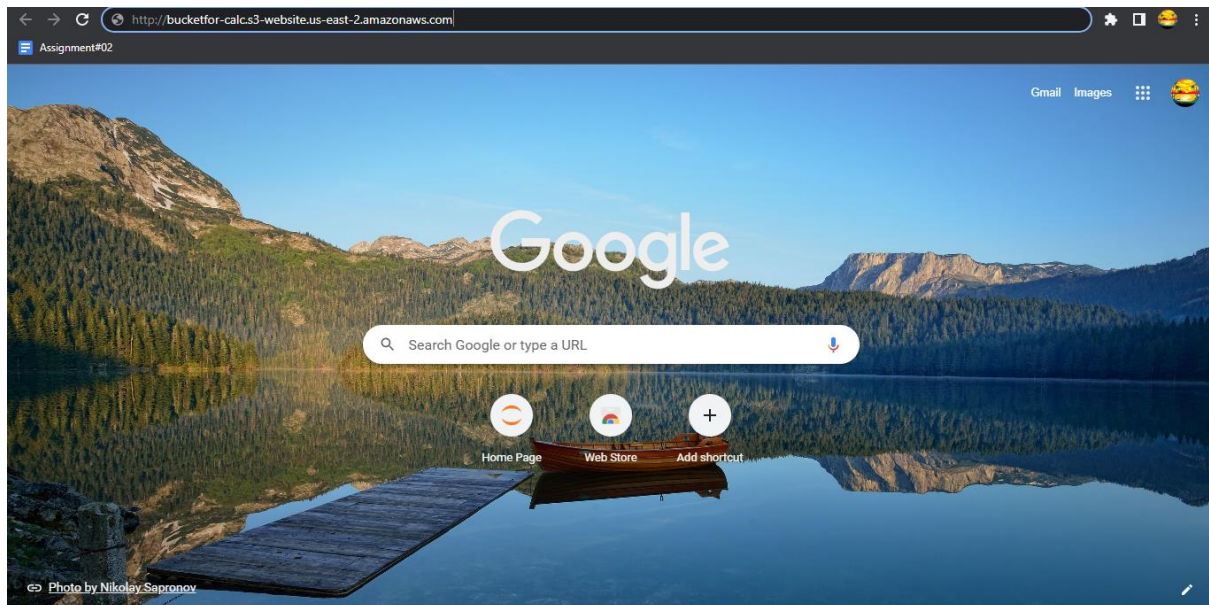 http://bucketfor-calc.s3-website.us-east-2.amazonaws.com
Assignment#02
Gmail Images
Google
Search Google or type a URL
Home Page Web Store Add shortcut
Photo by Nikolay Sapronov